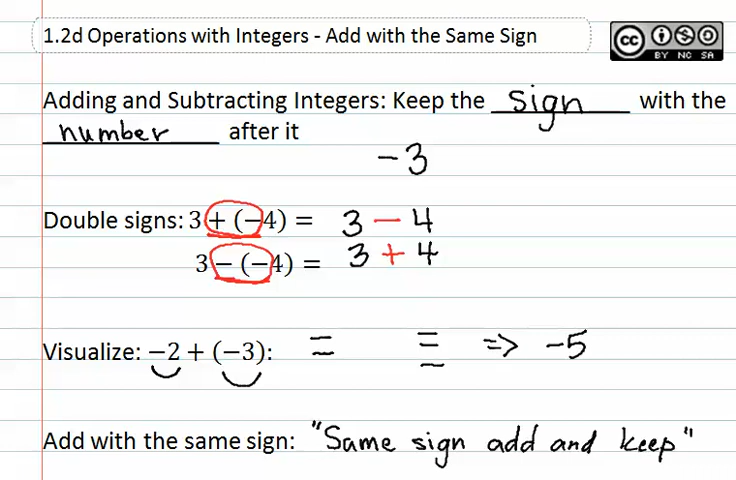 1.2d Operations with Integers - Add with the Same Sign
cc BY NC SA
Adding and Subtracting Integers: Keep the sign with the
number after it
-3
Double signs: 3 + (−4) = 3 − 4
3 − (−4) = 3 + 4
Visualize: −2 + (−3): = = – => -5
Add with the same sign: "Same sign add and keep"